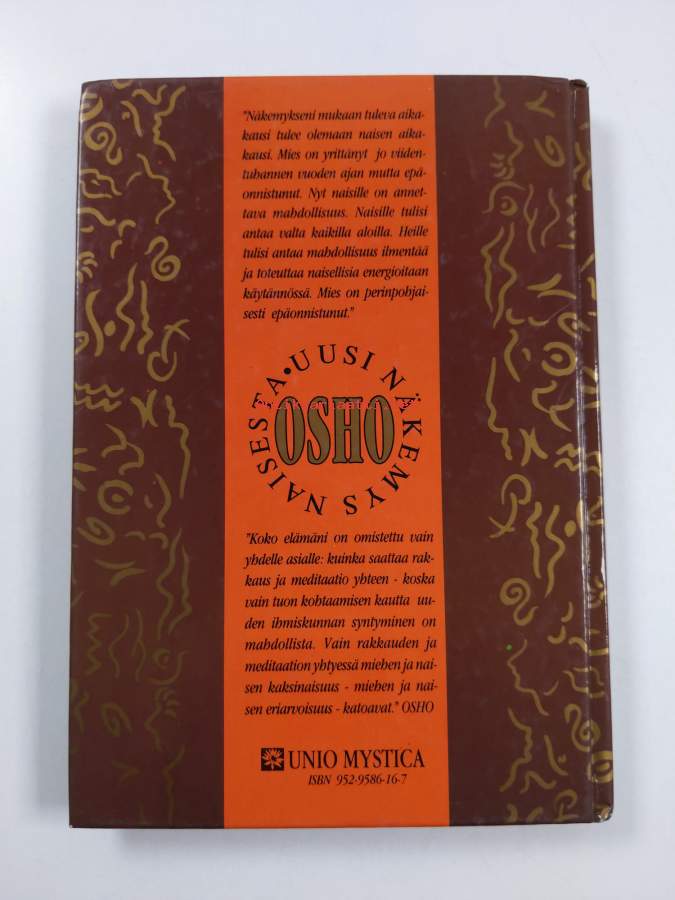 "Näkemykseni mukaan tuleva aika-
kausi tulee olemaan naisen aika-
kausi. Mies on yrittänyt jo viiden-
tuhannen vuoden ajan mutta epä-
onnistunut. Nyt naisille on annet-
tava mahdollisuus. Naisille tulisi
antaa valta kaikilla aloilla. Heille
tulisi antaa mahdollisuus ilmentää
ja toteuttaa naisellisia energioitaan
käytännössä. Mies on perinpohjai-
sesti epäonnistunut."
UUSI NÄKEMYS NAISESTA•
OSHO
"Koko elämäni on omistettu vain
yhdelle asialle: kuinka saattaa rak-
kaus ja meditaatio yhteen - koska
vain tuon kohtaamisen kautta uu-
den ihmiskunnan syntyminen on
mahdollista. Vain rakkauden ja
meditaation yhtyessä miehen ja nai-
sen kaksinaisuus - miehen ja nai-
sen eriarvoisuus - katoavat." OSHO
UNIO MYSTICA
ISBN 952-9586-16-7